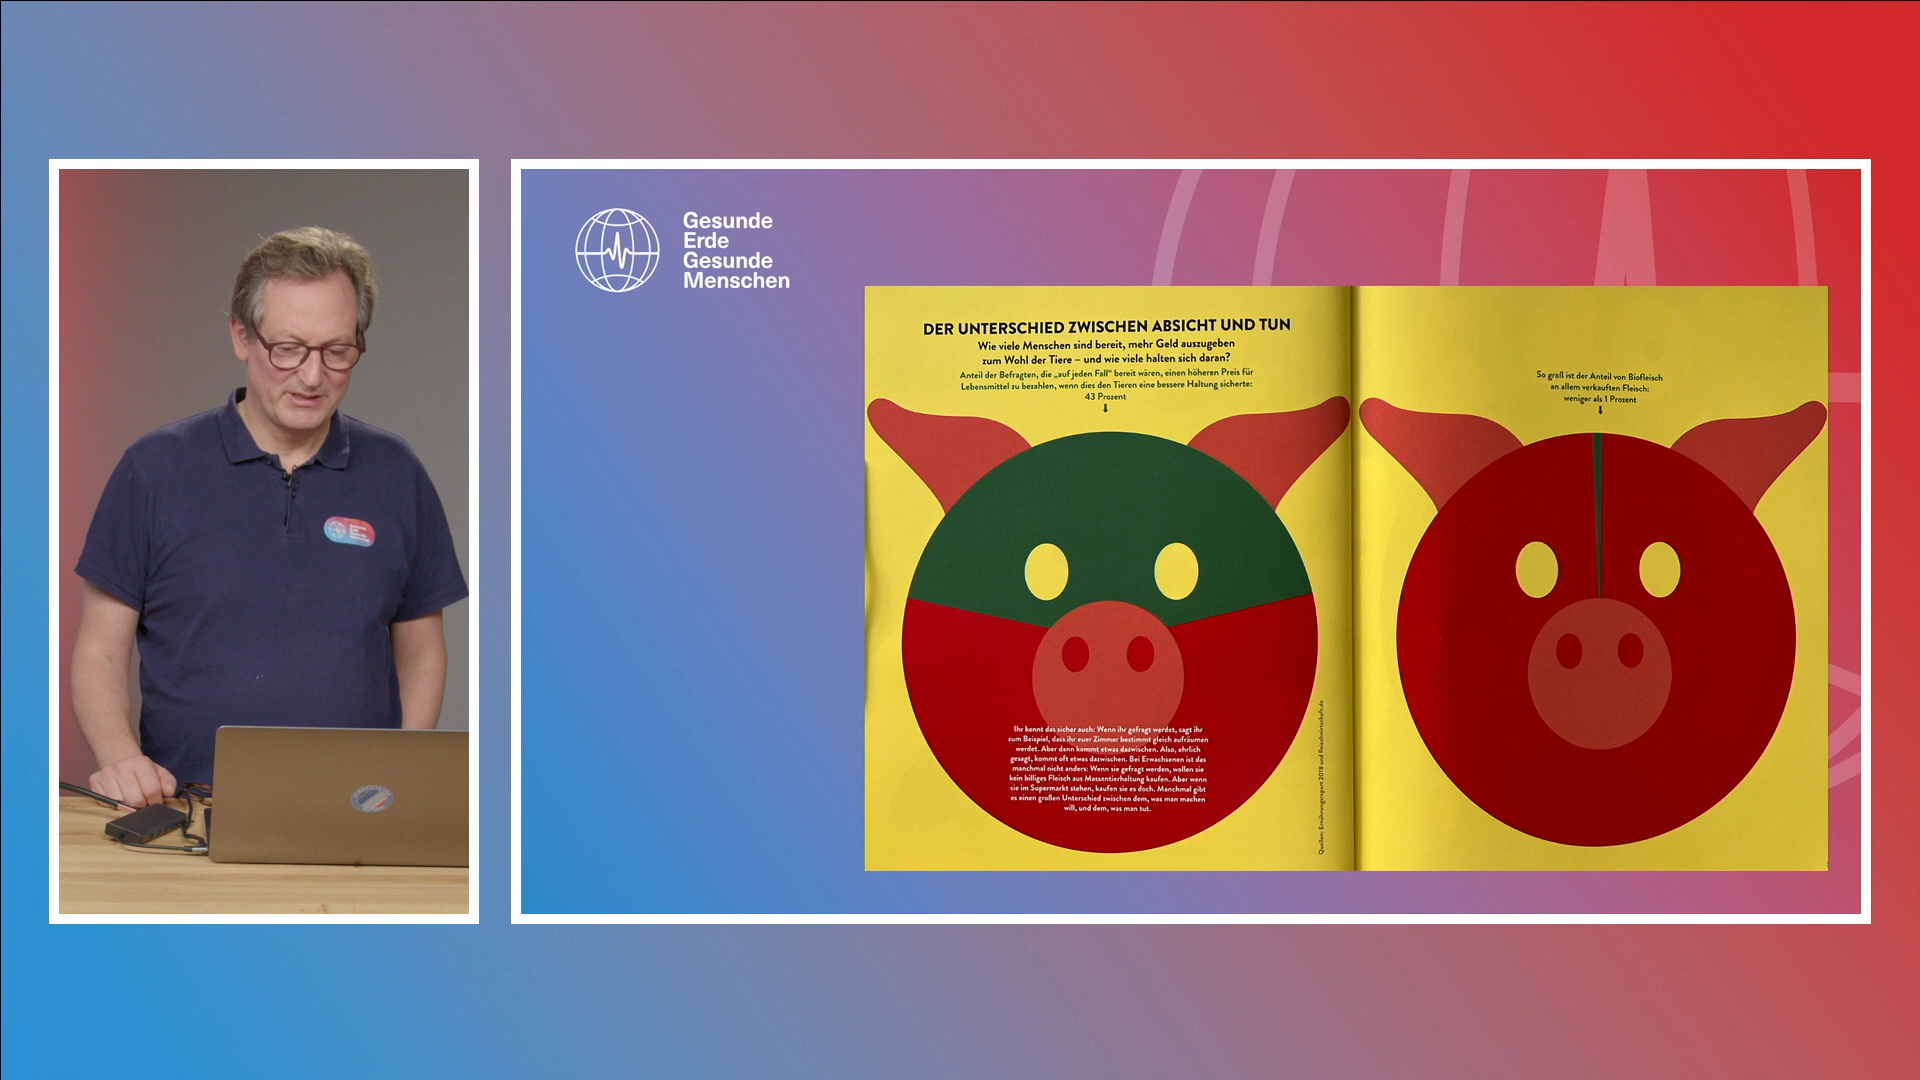 Gesunde
Erde
Gesunde
Menschen
DER UNTERSCHIED ZWISCHEN ABSICHT UND TUN
Wie viele Menschen sind bereit, mehr Geld auszugeben
zum Wohl der Tiere – und wie viele halten sich daran?
Anteil der Befragten, die „auf jeden Fall“ bereit wären, einen höheren Preis für
Lebensmittel zu bezahlen, wenn dies den Tieren eine bessere Haltung sicherte:
43 Prozent
So groß ist der Anteil von Biofleisch
an allem verkauften Fleisch:
weniger als 1 Prozent
Ihr kennt das sicher auch: Wenn ihr gefragt werdet, sagt ihr
zum Beispiel, dass ihr euer Zimmer bestimmt gleich aufräumen
werdet. Aber dann kommt etwas dazwischen. Also, ehrlich
gesagt, kommt oft etwas dazwischen. Bei Erwachsenen ist das
manchmal nicht anders: Wenn sie gefragt werden, wollen sie
kein billiges Fleisch aus Massentierhaltung kaufen. Aber wenn
sie im Supermarkt stehen, kaufen sie es doch. Manchmal gibt
es einen großen Unterschied zwischen dem, was man machen
will, und dem, was man tut.
Quellen: Ernährungsreport 2018 und fleischwirtschaft.de